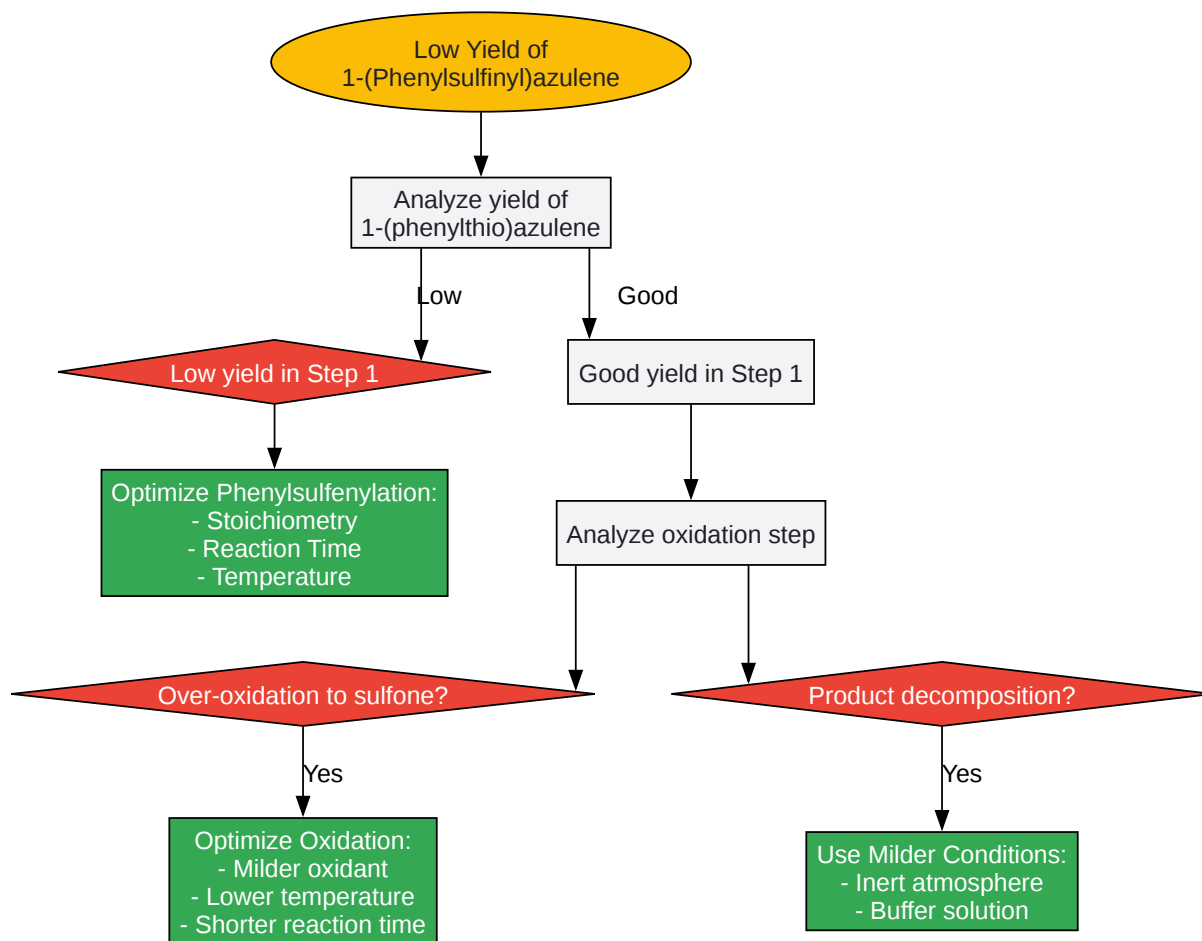 Low Yield of
1-(Phenylsulfinyl)azulene
Analyze yield of
1-(phenylthio)azulene
Low
Good
Low yield in Step 1
Good yield in Step 1
Optimize Phenylsulfenylation:
- Stoichiometry
- Reaction Time
- Temperature
Analyze oxidation step
Over-oxidation to sulfone?
Product decomposition?
Yes
Yes
Optimize Oxidation:
- Milder oxidant
- Lower temperature
- Shorter reaction time
Use Milder Conditions:
- Inert atmosphere
- Buffer solution